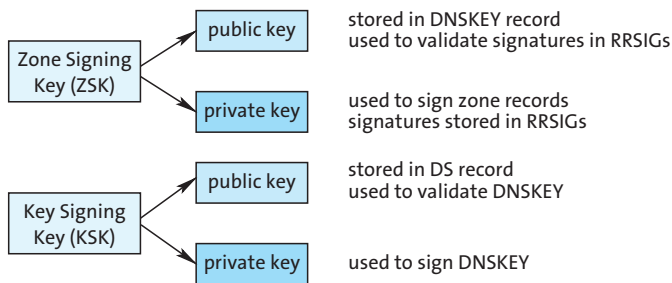 Zone Signing
Key (ZSK)
public key
stored in DNSKEY record
used to validate signatures in RRSIGs
private key
used to sign zone records
signatures stored in RRSIGs
Key Signing
Key (KSK)
public key
stored in DS record
used to validate DNSKEY
private key
used to sign DNSKEY